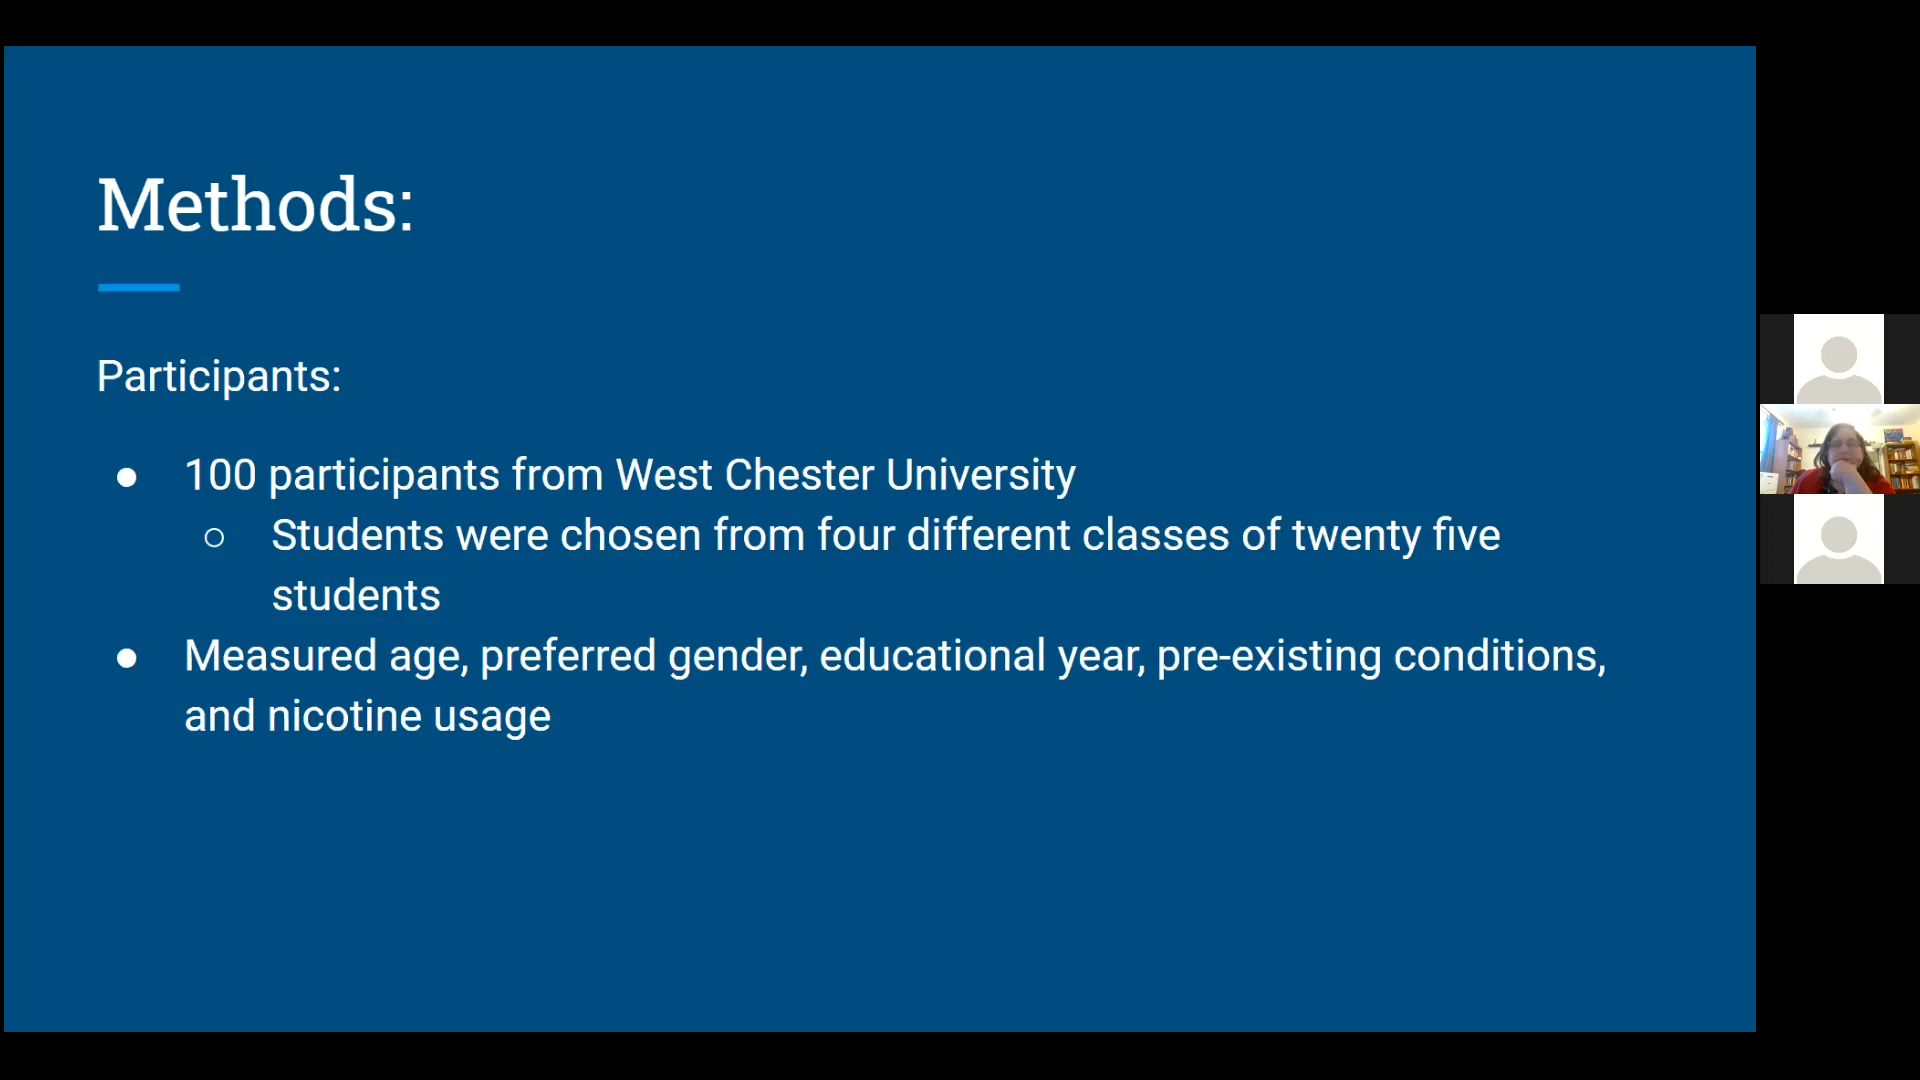 Methods:
Participants:
● 100 participants from West Chester University
○ Students were chosen from four different classes of twenty five
students
● Measured age, preferred gender, educational year, pre-existing conditions,
and nicotine usage